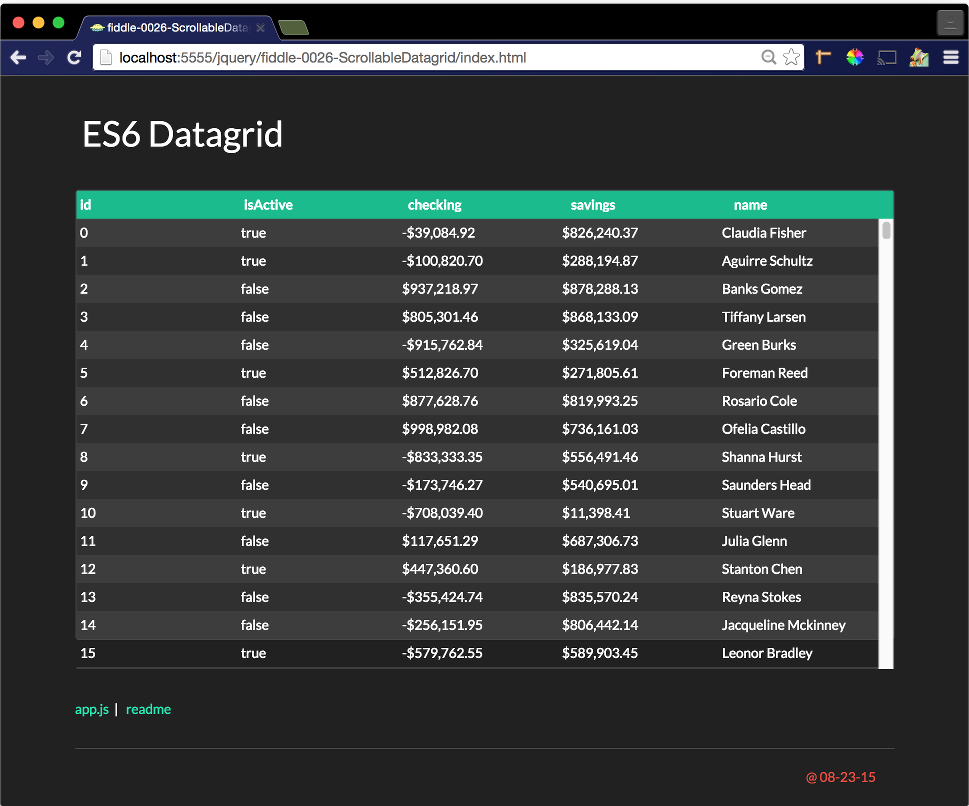 fiddle-0026-ScrollableData
localhost:5555/jquery/fiddle-0026-ScrollableDatagrid/index.html
ES6 Datagrid
id isActive checking savings name
0 true -$39,084.92 $826,240.37 Claudia Fisher
1 true -$100,820.70 $288,194.87 Aguirre Schultz
2 false $937,218.97 $878,288.13 Banks Gomez
3 false $805,301.46 $868,133.09 Tiffany Larsen
4 false -$915,762.84 $325,619.04 Green Burks
5 true $512,826.70 $271,805.61 Foreman Reed
6 false $877,628.76 $819,993.25 Rosario Cole
7 false $998,982.08 $736,161.03 Ofelia Castillo
8 true -$833,333.35 $556,491.46 Shanna Hurst
9 false -$173,746.27 $540,695.01 Saunders Head
10 true -$708,039.40 $11,398.41 Stuart Ware
11 false $117,651.29 $687,306.73 Julia Glenn
12 true $447,360.60 $186,977.83 Stanton Chen
13 false -$355,424.74 $835,570.24 Reyna Stokes
14 false -$256,151.95 $806,442.14 Jacqueline Mckinney
15 true -$579,762.55 $589,903.45 Leonor Bradley
app.js | readme
@ 08-23-15